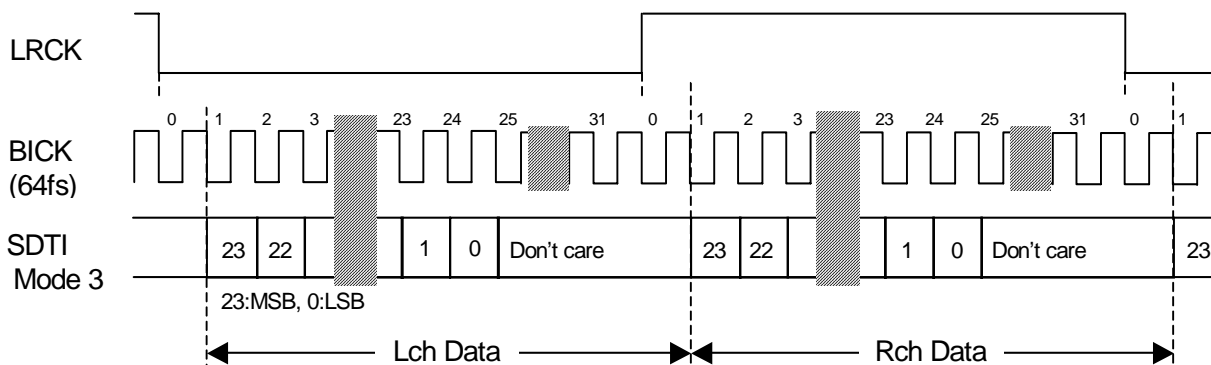 LRCK
0 1 2 3 23 24 25 31 0 1 2 3 23 24 25 31 0 1
BICK
(64fs)
SDTI
Mode 3
23 22 1 0 Don't care 23 22 1 0 Don't care 23
23:MSB, 0:LSB
Lch Data Rch Data